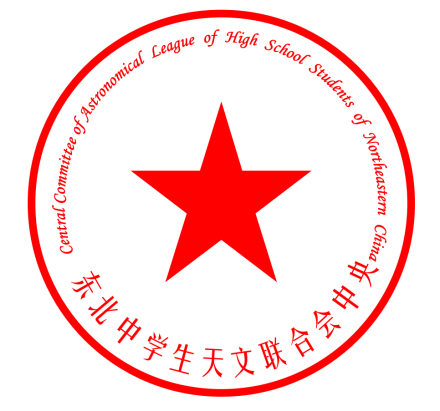 Central Committee of Astronomical League of High School Students of Northeastern China
东北中学生天文联合会中央